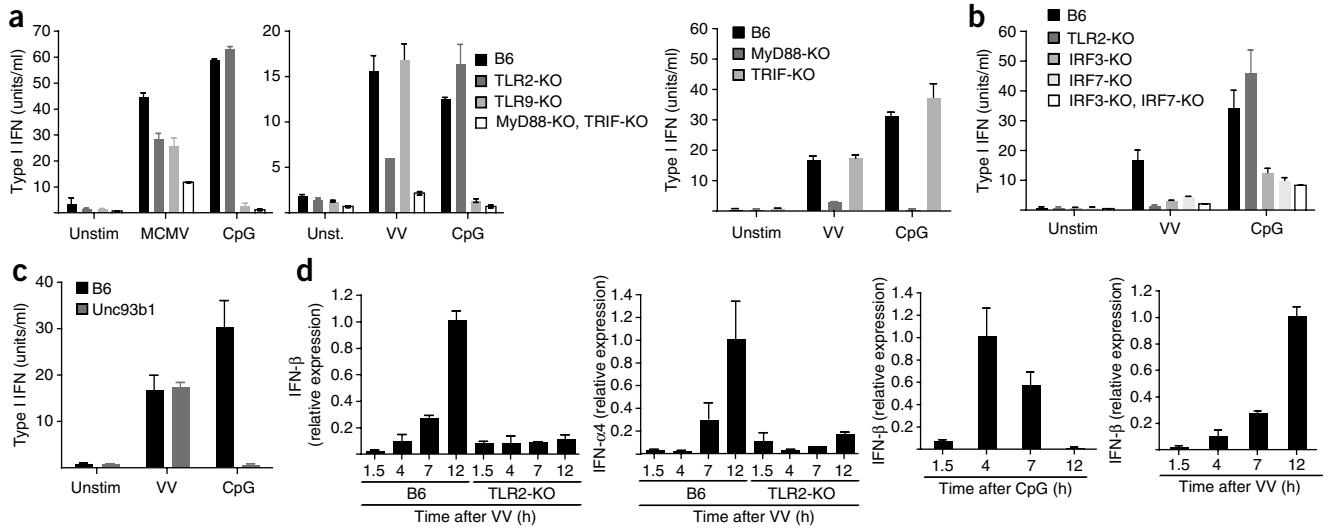 a
Type I IFN (units/ml)
70
60
50
40
30
20
10
Unstim
MCMV
CpG
20
15
10
5
Unst.
VV
CpG
B6
TLR2-KO
TLR9-KO
MyD88-KO, TRIF-KO
Type I IFN (units/ml)
70
60
50
40
30
20
10
Unstim
VV
CpG
B6
MyD88-KO
TRIF-KO
b
Type I IFN (units/ml)
60
50
40
30
20
10
Unstim
VV
CpG
B6
TLR2-KO
IRF3-KO
IRF7-KO
IRF3-KO, IRF7-KO
c
Type I IFN (units/ml)
40
30
20
10
B6
Unc93b1
Unstim
VV
CpG
d
IFN-β
(relative expression)
1.2
1.0
0.8
0.6
0.4
0.2
1.5 4 7 12 1.5 4 7 12
B6 TLR2-KO
Time after VV (h)
IFN-α4 (relative expression)
1.4
1.2
1.0
0.8
0.6
0.4
0.2
1.5 4 7 12 1.5 4 7 12
B6 TLR2-KO
Time after VV (h)
IFN-β (relative expression)
1.4
1.2
1.0
0.8
0.6
0.4
0.2
1.5 4 7 12
Time after CpG (h)
IFN-β (relative expression)
1.2
1.0
0.8
0.6
0.4
0.2
1.5 4 7 12
Time after VV (h)